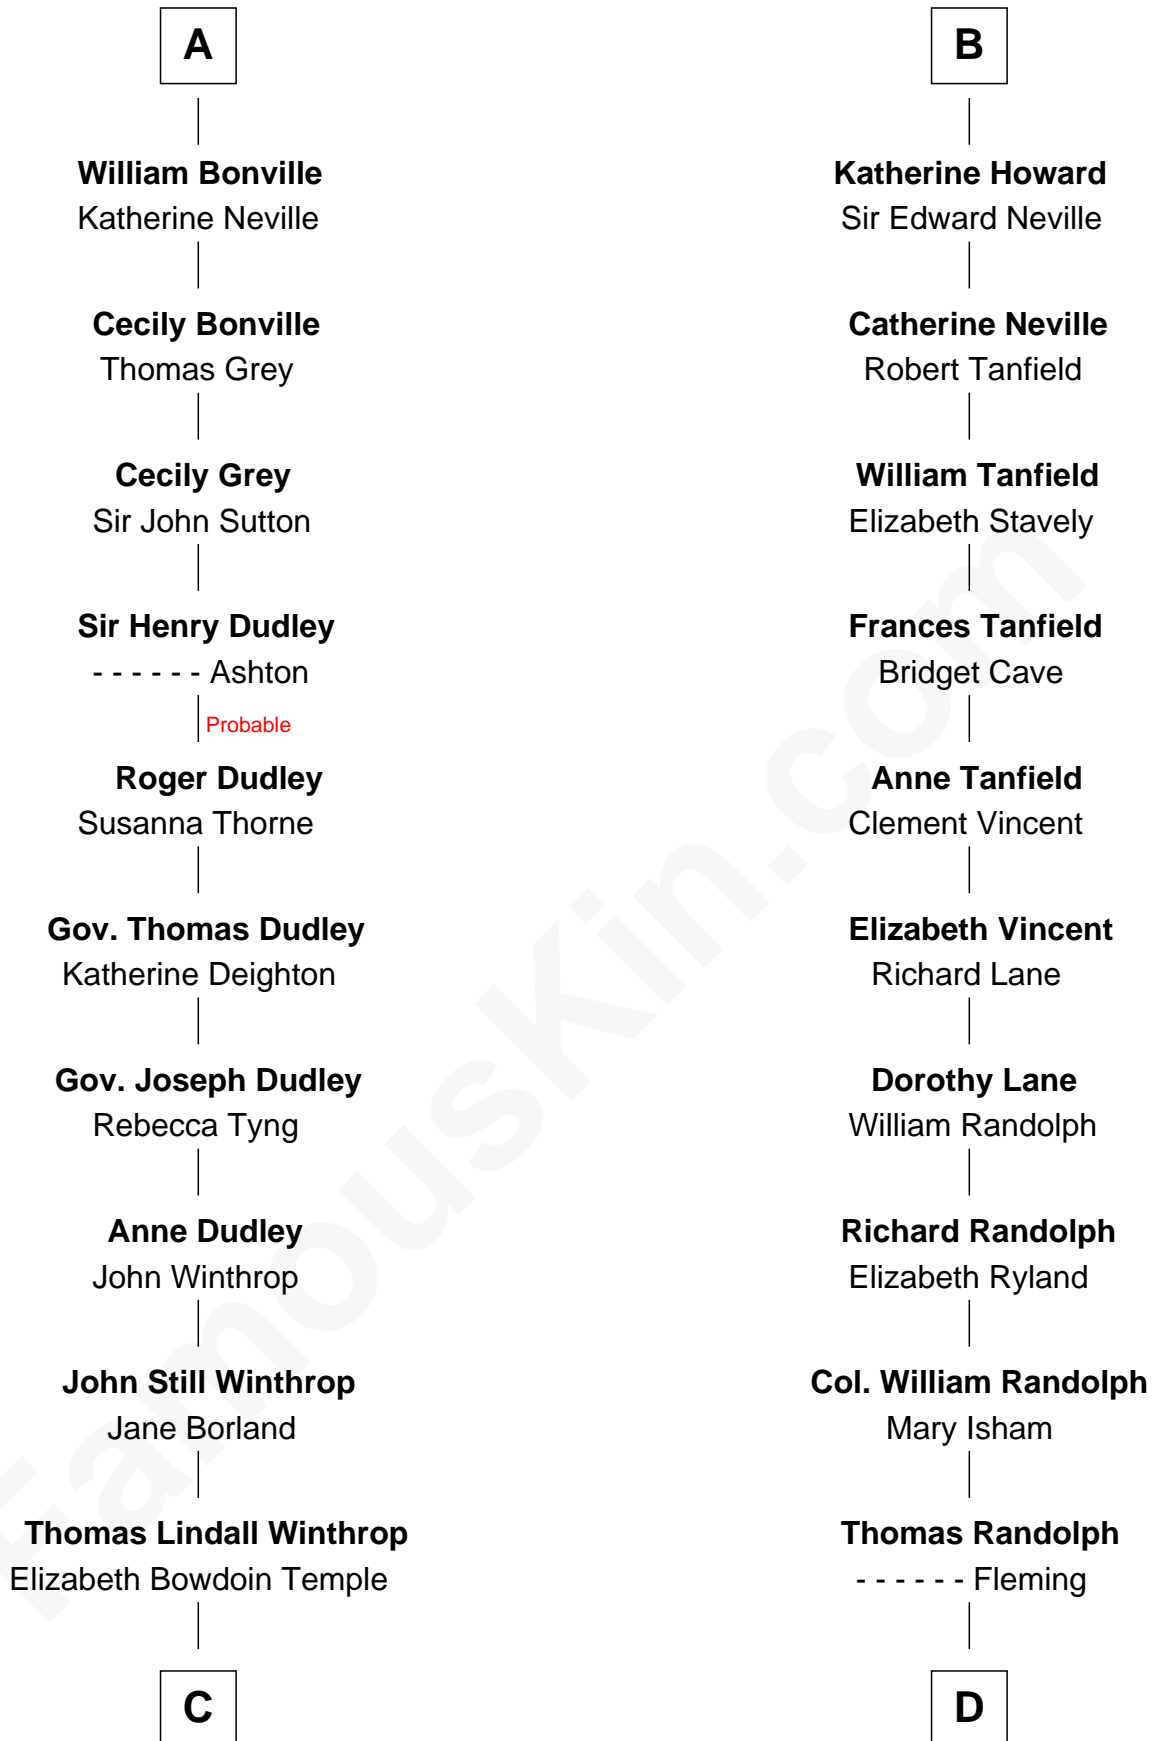 A
William Bonville
Katherine Neville
Cecily Bonville
Thomas Grey
Cecily Grey
Sir John Sutton
Sir Henry Dudley
- - - - - - Ashton
Probable
Roger Dudley
Susanna Thorne
Gov. Thomas Dudley
Katherine Deighton
Gov. Joseph Dudley
Rebecca Tyng
Anne Dudley
John Winthrop
John Still Winthrop
Jane Borland
Thomas Lindall Winthrop
Elizabeth Bowdoin Temple
C
B
Katherine Howard
Sir Edward Neville
Catherine Neville
Robert Tanfield
William Tanfield
Elizabeth Stavely
Frances Tanfield
Bridget Cave
Anne Tanfield
Clement Vincent
Elizabeth Vincent
Richard Lane
Dorothy Lane
William Randolph
Richard Randolph
Elizabeth Ryland
Col. William Randolph
Mary Isham
Thomas Randolph
- - - - - - Fleming
D
FamousKin.com